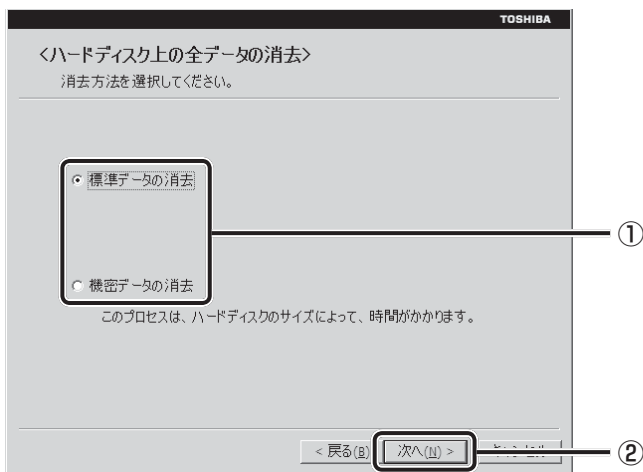 TOSHIBA
<ハードディスク上の全データの消去>
消去方法を選択してください。
標準データの消去
①
機密データの消去
このプロセスは、ハードディスクのサイズによって、時間がかかります。
< 戻る(B) 次へ(N) >
②